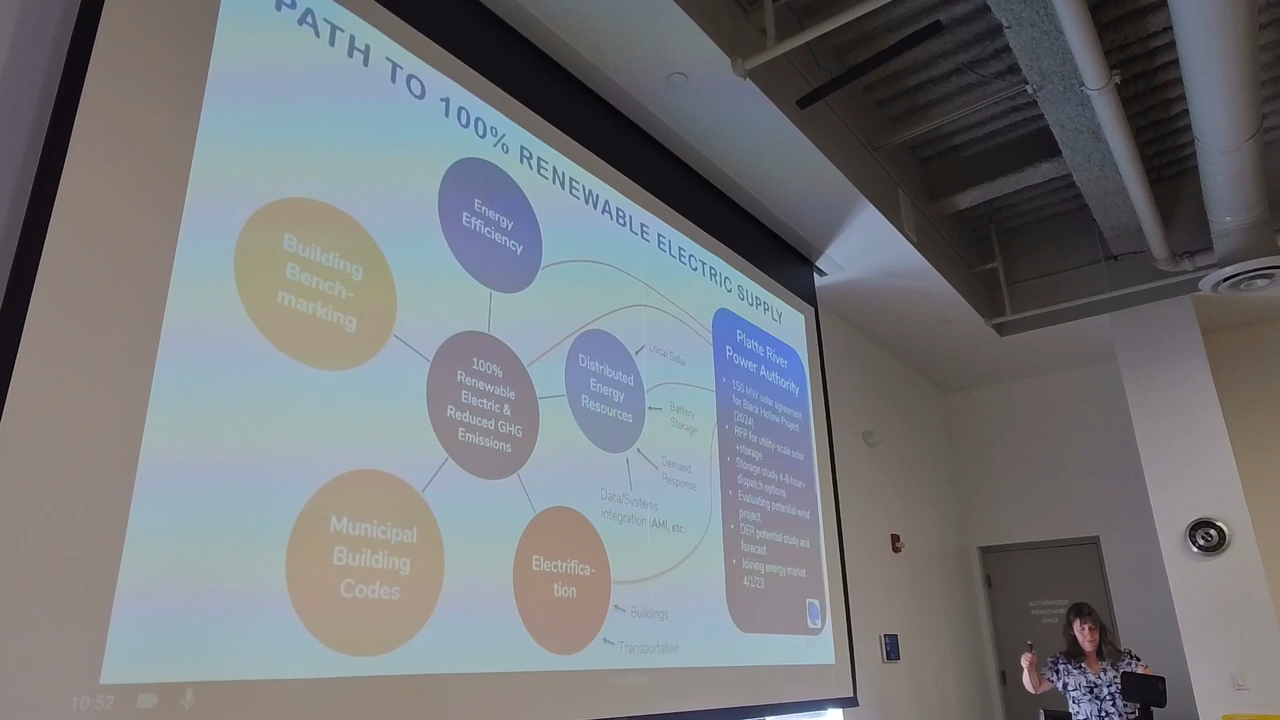 PATH TO 100% RENEWABLE ELECTRIC SUPPLY
Energy
Efficiency
Building
Bench-
marking
100%
Renewable
Electric &
Reduced GHG
Emissions
Distributed
Energy
Resources
Local Solar
Battery
Storage
Demand
Response
Data/Systems
Integration (AMI, etc.)
Municipal
Building
Codes
Electrifica-
tion
Buildings
Transportation
Platte River
Power Authority
• 150 MW solar agreement
for Black Hollow Project
(2024)
• RFP for utility-scale solar
+storage
• Storage study 4-8 hour+
dispatch options
• Evaluating potential wind
project
• DER potential study and
forecast
• Joining energy market
4/1/23
10:52
AUTHORIZED
PERSONNEL
ONLY